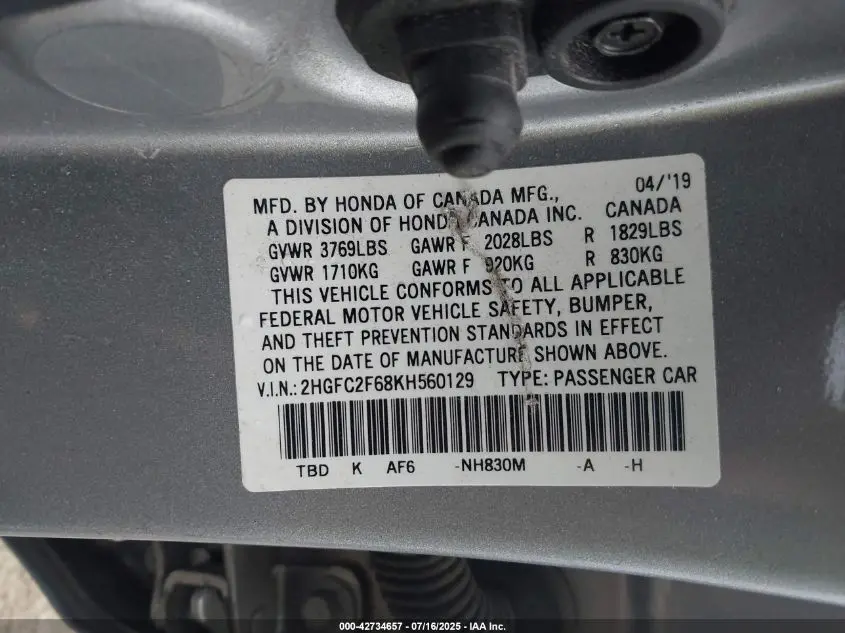 MFD. BY HONDA OF CANADA MFG., 04/'19
A DIVISION OF HONDA CANADA INC. CANADA
GVWR 3769LBS GAWR F 2028LBS R 1829LBS
GVWR 1710KG GAWR F 920KG R 830KG
THIS VEHICLE CONFORMS TO ALL APPLICABLE
FEDERAL MOTOR VEHICLE SAFETY, BUMPER,
AND THEFT PREVENTION STANDARDS IN EFFECT
ON THE DATE OF MANUFACTURE SHOWN ABOVE.
V.I.N.: 2HGFC2F68KH560129 TYPE: PASSENGER CAR
TBD K AF6 -NH830M -A -H
000-42734657 - 07/16/2025 - IAA Inc.